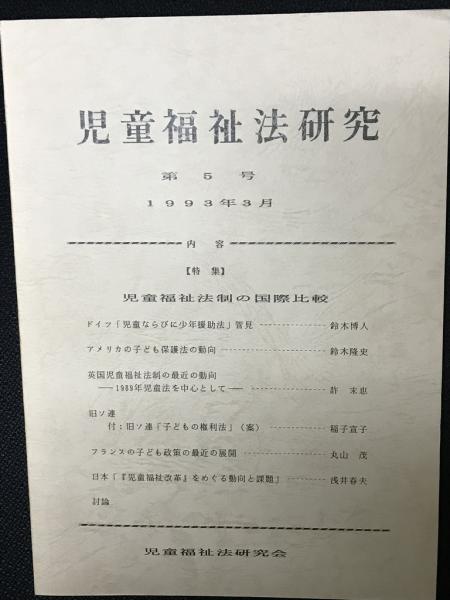 児童福祉法研究
第5号
1993年3月
内容
【特集】
児童福祉法制の国際比較
ドイツ「児童ならびに少年援助法」管見 鈴木博人
アメリカの子ども保護法の動向 鈴木隆史
英国児童福祉法制の最近の動向
――1989年児童法を中心として―― 許末恵
旧ソ連
付:旧ソ連「子どもの権利法」(案) 稲子宣子
フランスの子ども政策の最近の展開 丸山茂
日本「『児童福祉改革』をめぐる動向と課題」 浅井春夫
討論
児童福祉法研究会